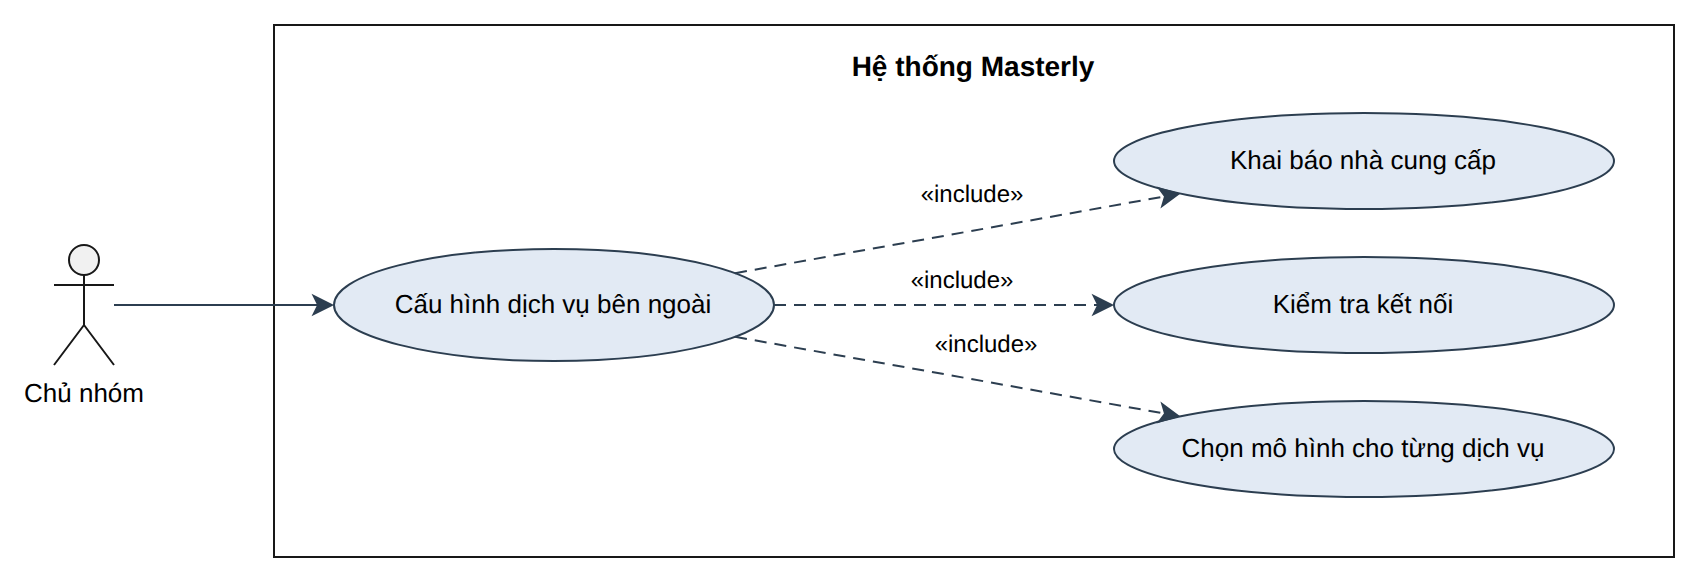 Hệ thống Masterly
Khai báo nhà cung cấp
«include»
«include»
Cấu hình dịch vụ bên ngoài
Kiểm tra kết nối
«include»
Chủ nhóm
Chọn mô hình cho từng dịch vụ